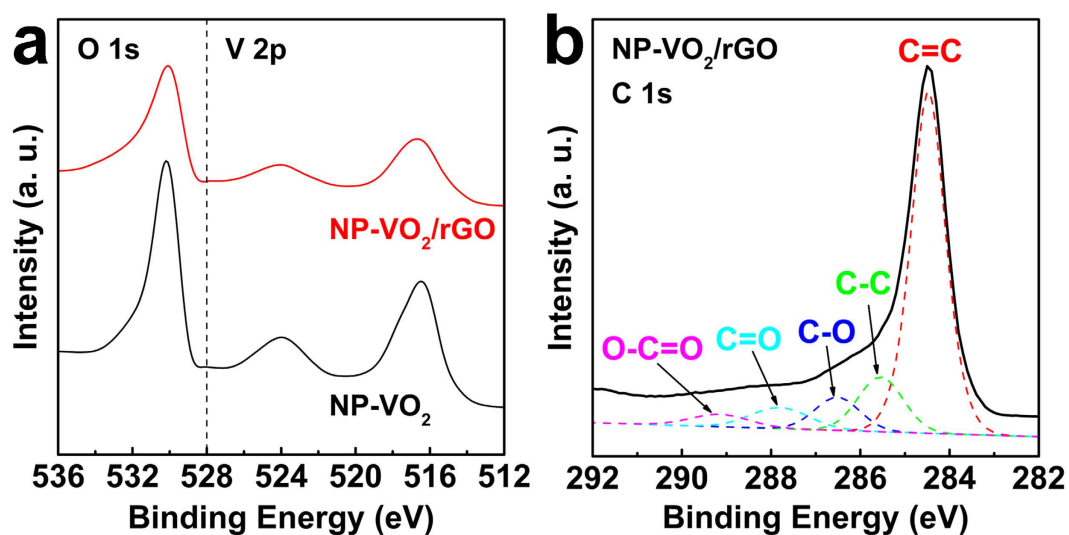 a
O 1s
V 2p
NP-VO₂/rGO
NP-VO₂
Intensity (a. u.)
536 532 528 524 520 516 512
Binding Energy (eV)
b
NP-VO₂/rGO
C 1s
C=C
C-C
C-O
C=O
O-C=O
Intensity (a. u.)
292 290 288 286 284 282
Binding Energy (eV)